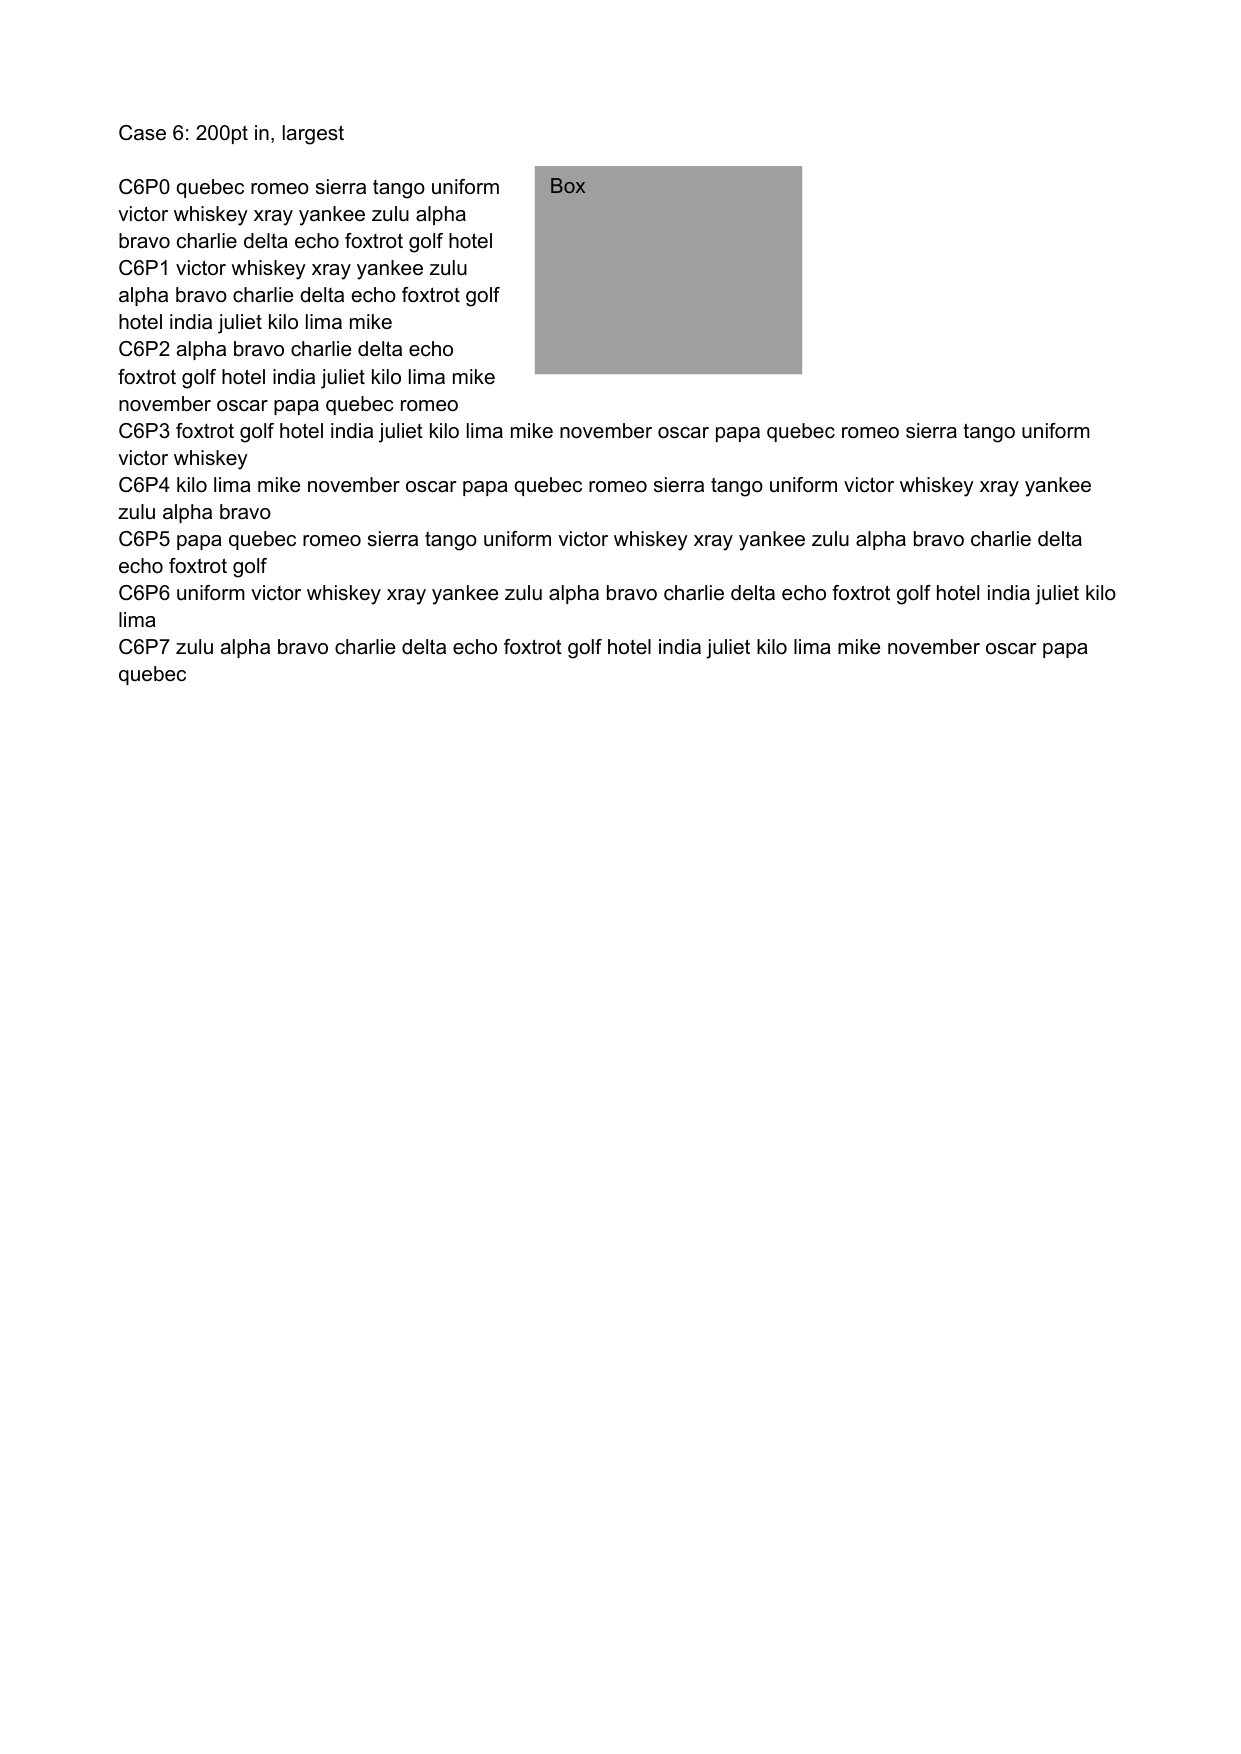 Case 6: 200pt in, largest
C6P0 quebec romeo sierra tango uniform
victor whiskey xray yankee zulu alpha
bravo charlie delta echo foxtrot golf hotel
C6P1 victor whiskey xray yankee zulu
alpha bravo charlie delta echo foxtrot golf
hotel india juliet kilo lima mike
C6P2 alpha bravo charlie delta echo
foxtrot golf hotel india juliet kilo lima mike
november oscar papa quebec romeo
Box
C6P3 foxtrot golf hotel india juliet kilo lima mike november oscar papa quebec romeo sierra tango uniform
victor whiskey
C6P4 kilo lima mike november oscar papa quebec romeo sierra tango uniform victor whiskey xray yankee
zulu alpha bravo
C6P5 papa quebec romeo sierra tango uniform victor whiskey xray yankee zulu alpha bravo charlie delta
echo foxtrot golf
C6P6 uniform victor whiskey xray yankee zulu alpha bravo charlie delta echo foxtrot golf hotel india juliet kilo
lima
C6P7 zulu alpha bravo charlie delta echo foxtrot golf hotel india juliet kilo lima mike november oscar papa
quebec